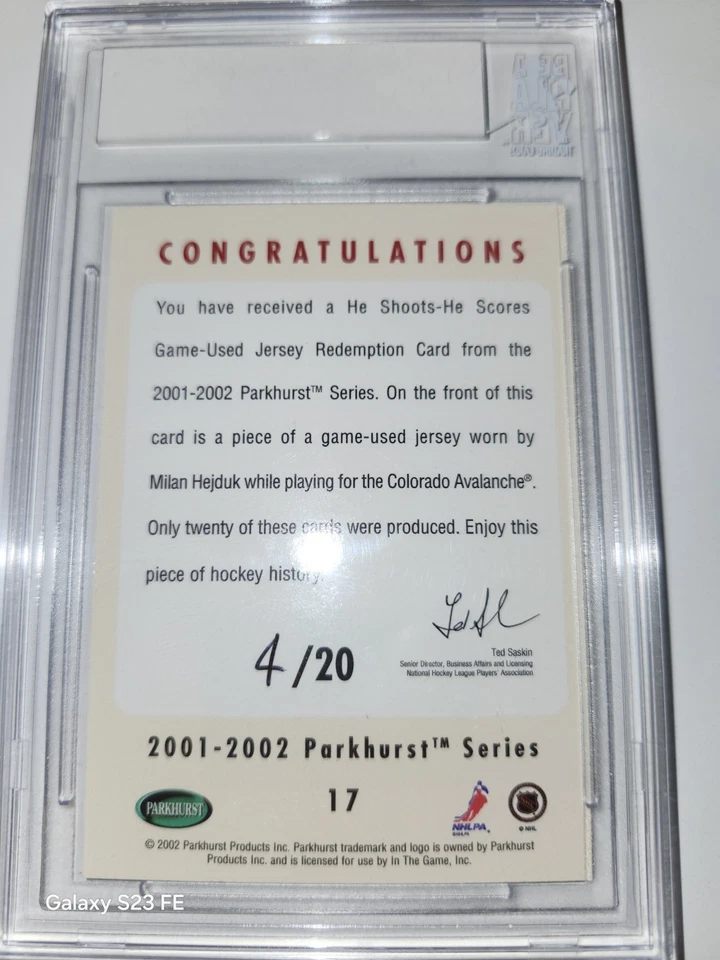 CONGRATULATIONS
You have received a He Shoots-He Scores
Game-Used Jersey Redemption Card from the
2001-2002 Parkhurst™ Series. On the front of this
card is a piece of a game-used jersey worn by
Milan Hejduk while playing for the Colorado Avalanche®.
Only twenty of these cards were produced. Enjoy this
piece of hockey history.
Ted Saskin
Senior Director, Business Affairs and Licensing
National Hockey League Players' Association
4/20
2001-2002 Parkhurst™ Series
PARKHURST
17
NHLPA
© NHL
© 2002 Parkhurst Products Inc. Parkhurst trademark and logo is owned by Parkhurst
Products Inc. and is licensed for use by In The Game, Inc.
Galaxy S23 FE